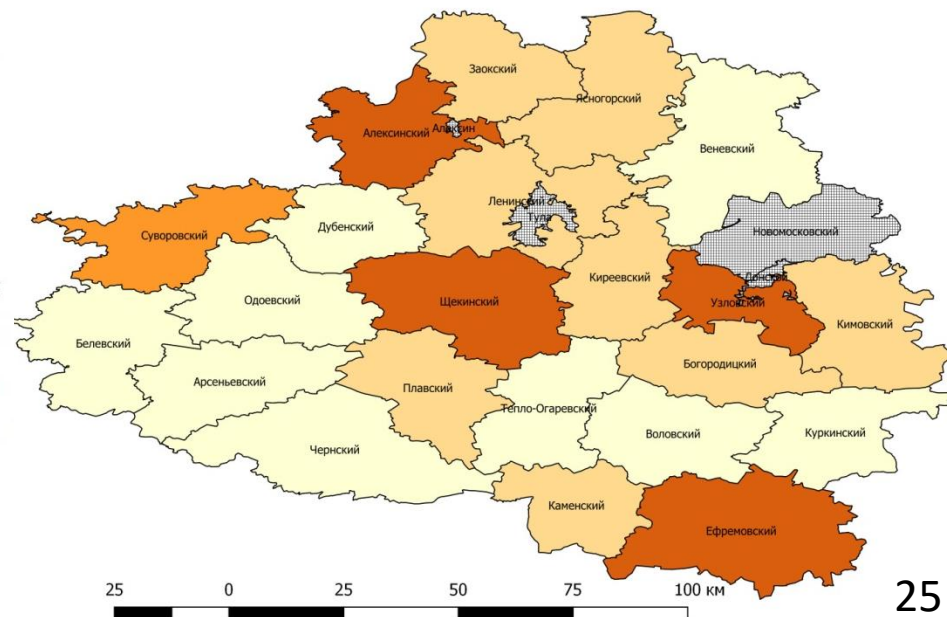 Заокский
Ясногорский
Алексинский
Алексин
Веневский
Ленинский
Тула
Дубенский
Суворовский
Новомосковский
Донской
Киреевский
Одоевский
Щекинский
Узловский
Кимовский
Белевский
Богородицкий
Арсеньевский
Плавский
Тепло-Огаревский
Воловский
Куркинский
Чернский
Каменский
Ефремовский
25 0 25 50 75 100 км
25